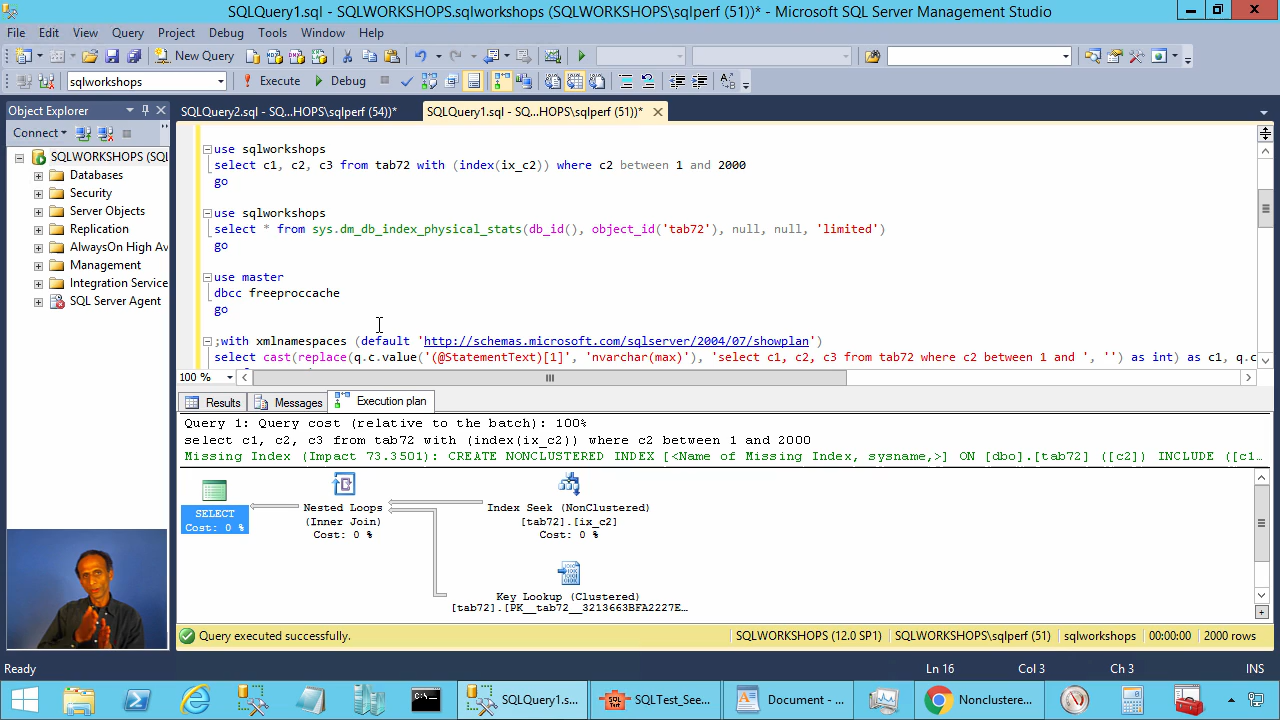 SQLQuery1.sql - SQLWORKSHOPS.sqlworkshops (SQLWORKSHOPS\sqlperf (51))* - Microsoft SQL Server Management Studio
File Edit View Query Project Debug Tools Window Help
New Query
sqlworkshops Execute Debug
Object Explorer
SQLQuery2.sql - SQ...HOPS\sqlperf (54))* SQLQuery1.sql - SQ...HOPS\sqlperf (51))*
Connect
SQLWORKSHOPS (SQL
Databases
Security
Server Objects
Replication
AlwaysOn High Av
Management
Integration Service
SQL Server Agent
use sqlworkshops
select c1, c2, c3 from tab72 with (index(ix_c2)) where c2 between 1 and 2000
go
use sqlworkshops
select * from sys.dm_db_index_physical_stats(db_id(), object_id('tab72'), null, null, 'limited')
go
use master
dbcc freeproccache
go
;with xmlnamespaces (default 'http://schemas.microsoft.com/sqlserver/2004/07/showplan')
select cast(replace(q.c.value('(@StatementText)[1]', 'nvarchar(max)'), 'select c1, c2, c3 from tab72 where c2 between 1 and ', '') as int) as c1, q.c
100 %
Results Messages Execution plan
Query 1: Query cost (relative to the batch): 100%
select c1, c2, c3 from tab72 with (index(ix_c2)) where c2 between 1 and 2000
Missing Index (Impact 73.3501): CREATE NONCLUSTERED INDEX [<Name of Missing Index, sysname,>] ON [dbo].[tab72] ([c2]) INCLUDE ([c1...
SELECT
Cost: 0 %
Nested Loops
(Inner Join)
Cost: 0 %
Index Seek (NonClustered)
[tab72].[ix_c2]
Cost: 0 %
Key Lookup (Clustered)
[tab72].[PK__tab72__3213663BFA2227E...
Query executed successfully. SQLWORKSHOPS (12.0 SP1) SQLWORKSHOPS\sqlperf (51) sqlworkshops 00:00:00 2000 rows
Ready Ln 16 Col 3 Ch 3 INS
SQLQuery1.s... SQLTest_See... Document - ... Nonclustere...